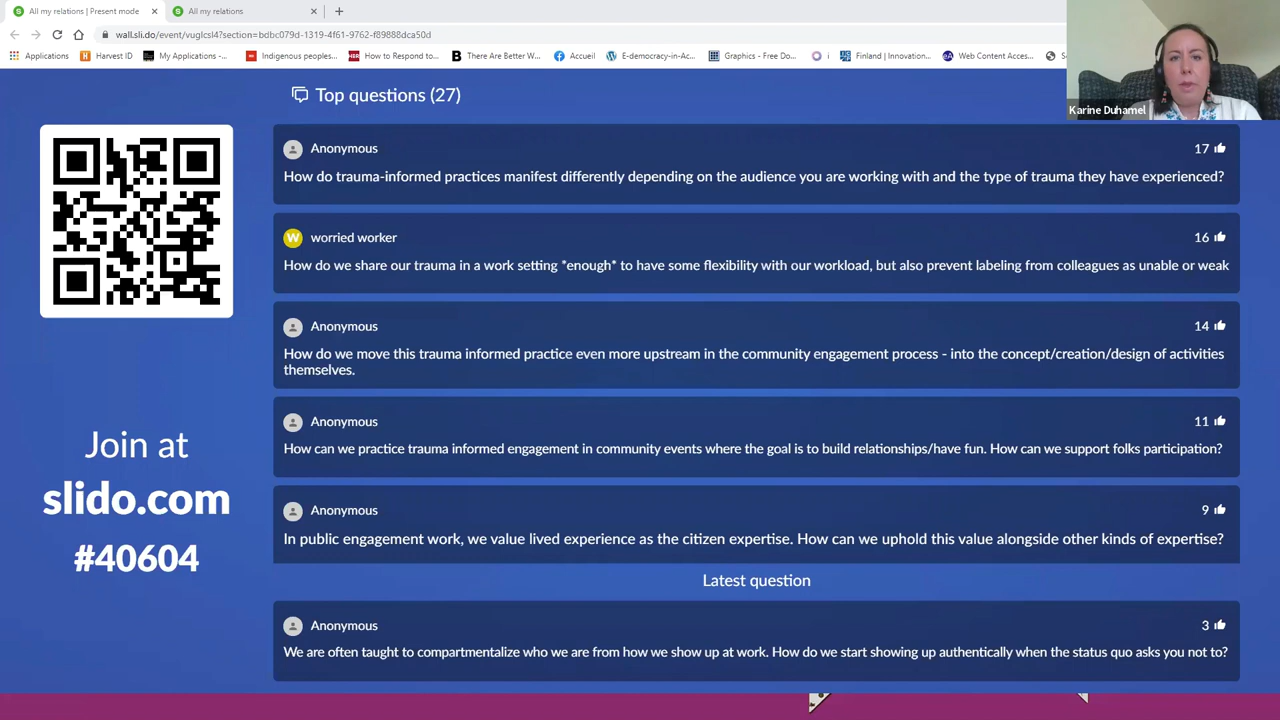 All my relations | Present mode
All my relations
wall.sli.do/event/vuglcsl4?section=bdbc079d-1319-4f61-9762-f89888dca50d
Applications Harvest ID My Applications -... Indigenous peoples... How to Respond to... There Are Better W... Accueil E-democracy-in-Ac... Graphics - Free Do... i Finland | Innovation... Web Content Acces... S
Karine Duhamel
Top questions (27)
Anonymous 17
How do trauma-informed practices manifest differently depending on the audience you are working with and the type of trauma they have experienced?
W worried worker 16
How do we share our trauma in a work setting *enough* to have some flexibility with our workload, but also prevent labeling from colleagues as unable or weak
Anonymous 14
How do we move this trauma informed practice even more upstream in the community engagement process - into the concept/creation/design of activities
themselves.
Anonymous 11
How can we practice trauma informed engagement in community events where the goal is to build relationships/have fun. How can we support folks participation?
Anonymous 9
In public engagement work, we value lived experience as the citizen expertise. How can we uphold this value alongside other kinds of expertise?
Latest question
Anonymous 3
We are often taught to compartmentalize who we are from how we show up at work. How do we start showing up authentically when the status quo asks you not to?
Join at
slido.com
#40604